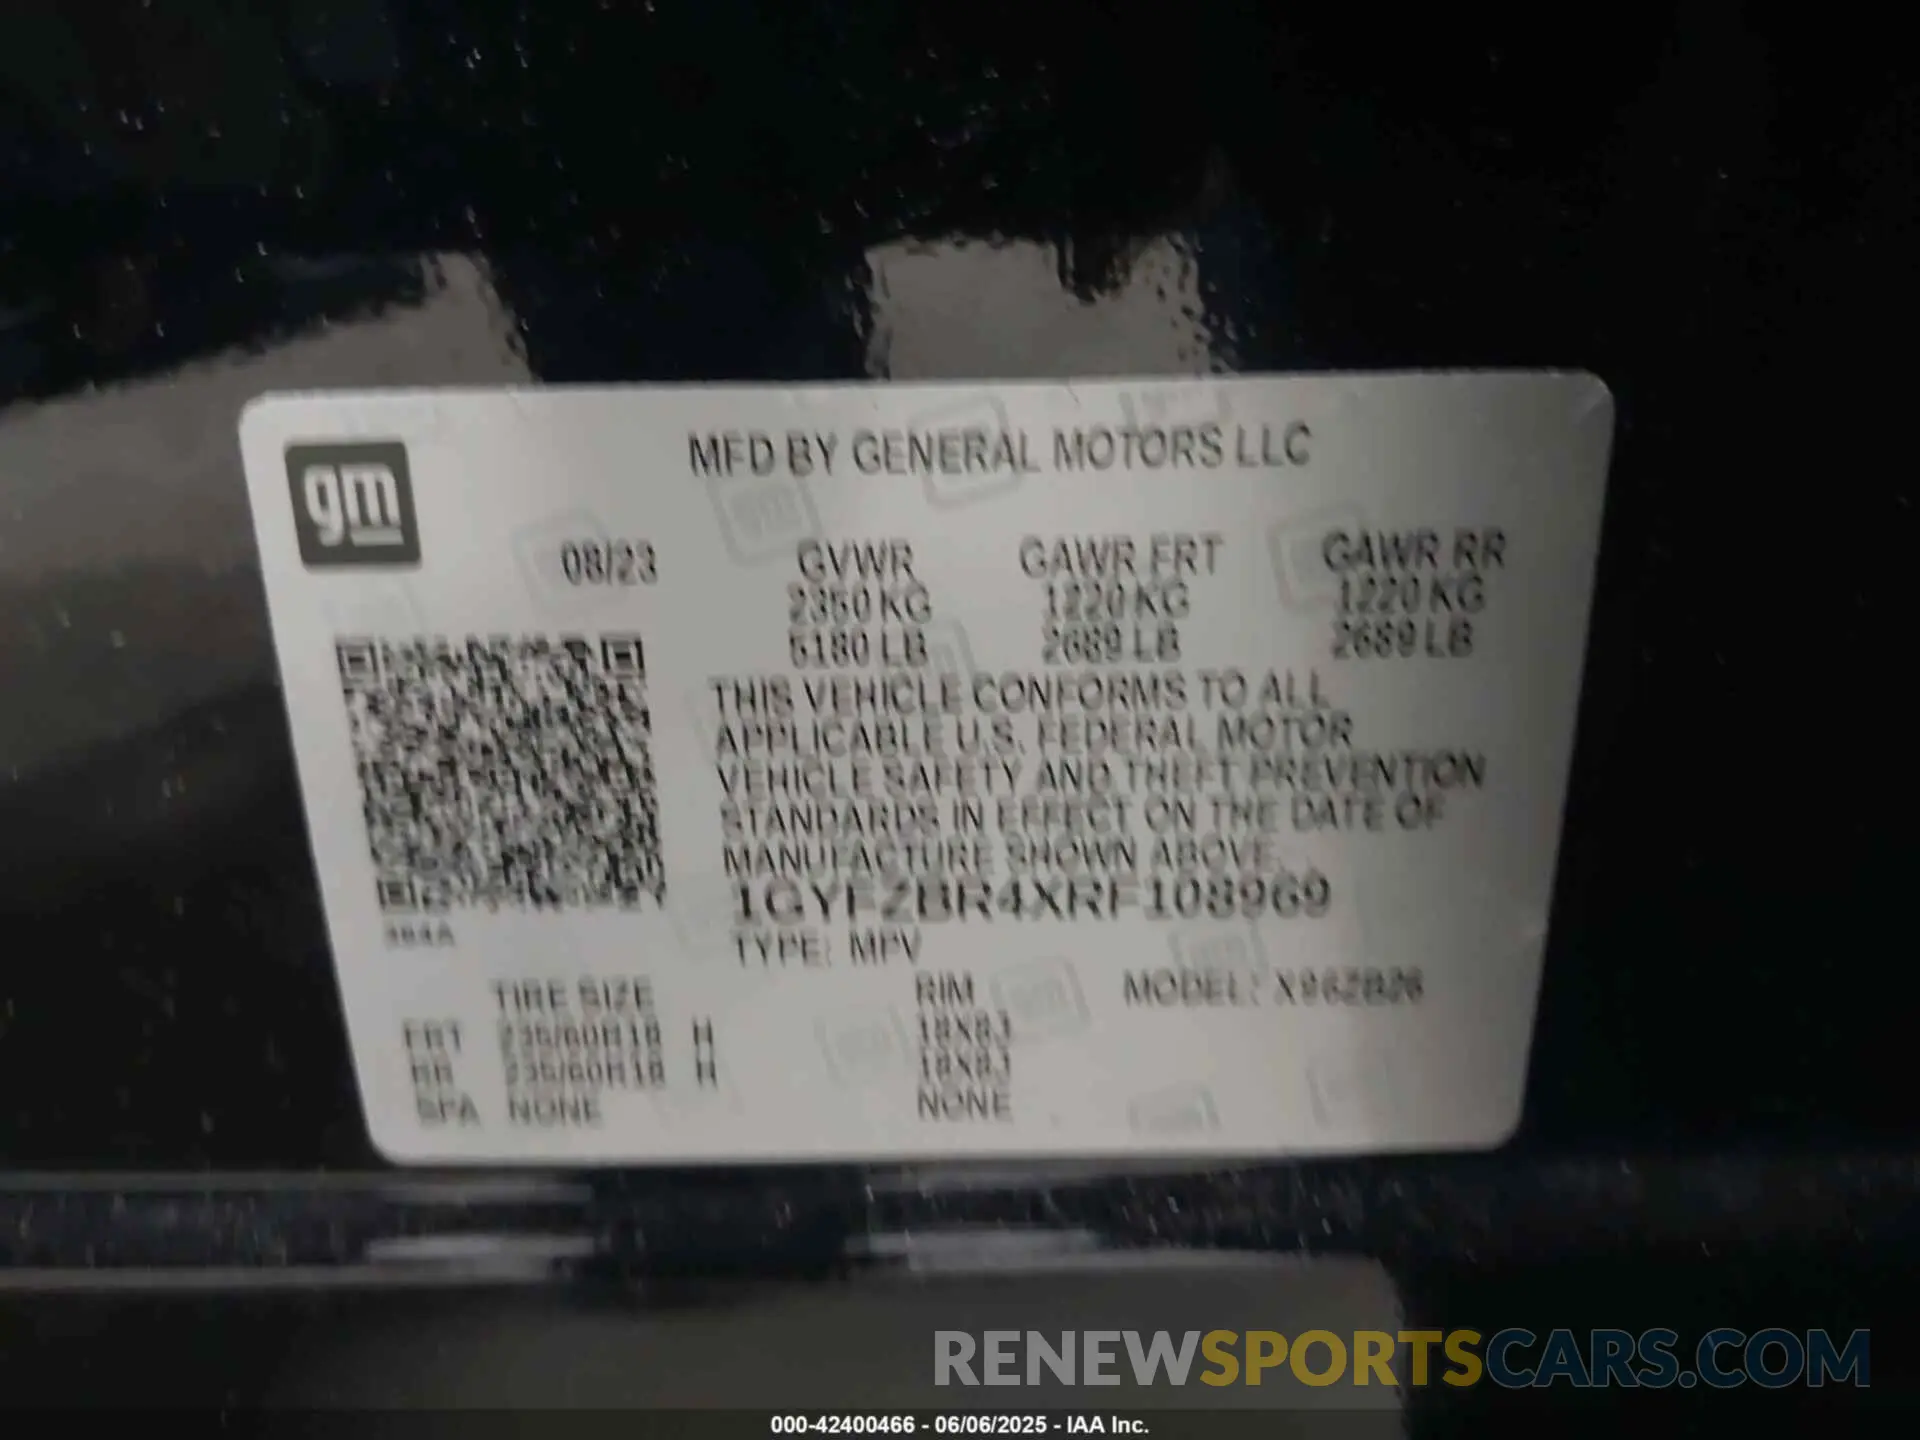 MFD BY GENERAL MOTORS LLC
gm
08/23 GVWR GAWR FRT GAWR RR
2350 KG 1220 KG 1220 KG
5180 LB 2689 LB 2689 LB
THIS VEHICLE CONFORMS TO ALL
APPLICABLE U.S. FEDERAL MOTOR
VEHICLE SAFETY AND THEFT PREVENTION
STANDARDS IN EFFECT ON THE DATE OF
MANUFACTURE SHOWN ABOVE.
1GYFZBR4XRF108969
TYPE: MPV
TIRE SIZE RIM MODEL: X96ZB26
FRT 235/60R18 H 18X8J
RR 235/60R18 H 18X8J
SPA NONE NONE
RENEWSPORTSCARS.COM
000-42400466 - 06/06/2025 - IAA Inc.